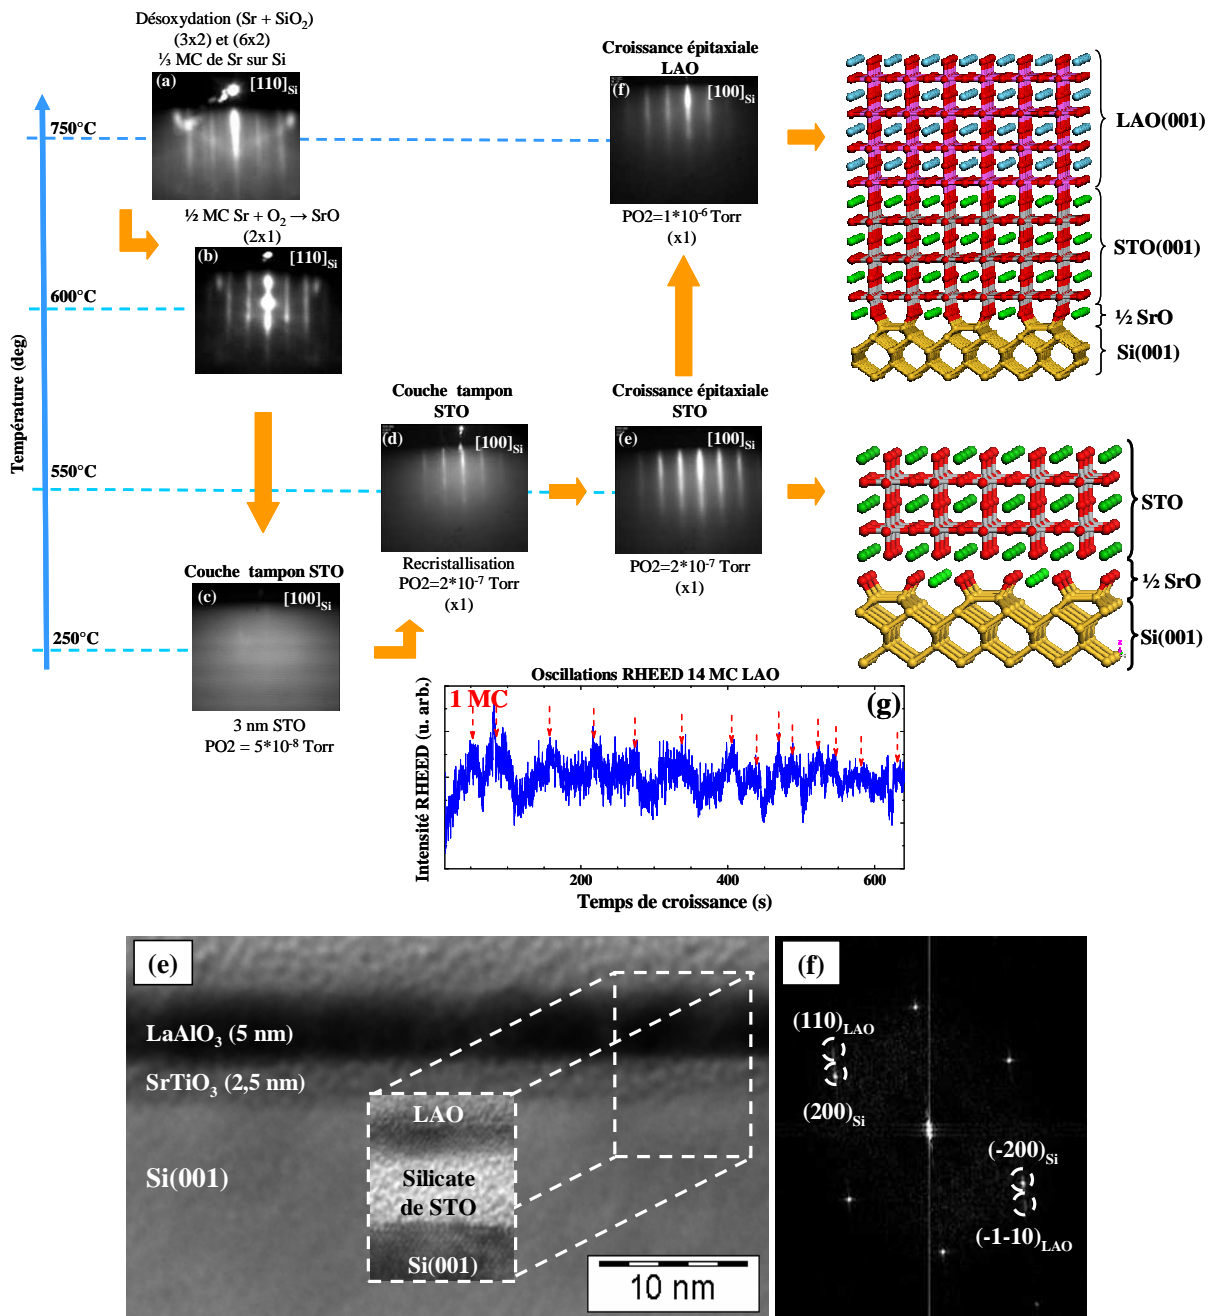 Désoxydation (Sr + SiO2)
(3x2) et (6x2)
⅓ MC de Sr sur Si
(a)
[110]Si
750°C
½ MC Sr + O2 → SrO
(2x1)
(b)
[110]Si
600°C
Température (deg)
550°C
250°C
Couche tampon STO
(c)
[100]Si
3 nm STO
PO2 = 5*10-8 Torr
Couche tampon
STO
(d)
[100]Si
Recristallisation
PO2=2*10-7 Torr
(x1)
Croissance épitaxiale
STO
(e)
[100]Si
PO2=2*10-7 Torr
(x1)
Croissance épitaxiale
LAO
(f)
[100]Si
PO2=1*10-6 Torr
(x1)
LAO(001)
STO(001)
½ SrO
Si(001)
STO
½ SrO
Si(001)
Oscillations RHEED 14 MC LAO
1 MC
(g)
Intensité RHEED (u. arb.)
200
400
600
Temps de croissance (s)
(e)
LaAlO3 (5 nm)
SrTiO3 (2,5 nm)
Si(001)
LAO
Silicate
de STO
Si(001)
10 nm
(f)
(110)LAO
(200)Si
(-200)Si
(-1-10)LAO